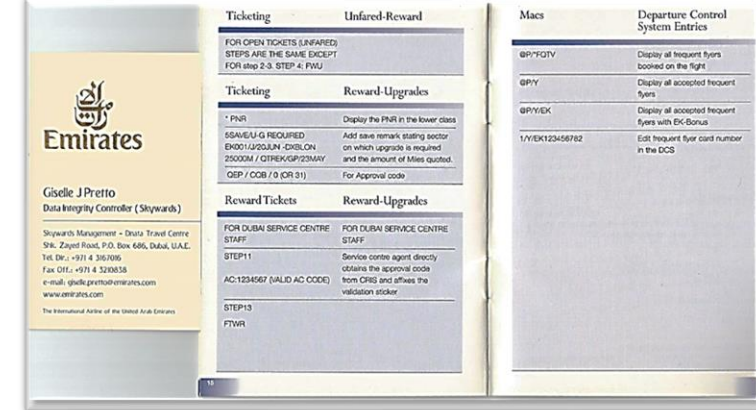 Emirates
Giselle J Pretto
Data Integrity Controller ( Skywards )
Skywards Management - Dnata Travel Centre
Shk. Zayed Road, P.O. Box 686, Dubai, U.A.E.
Tel. Dir.: +971 4 3167016
Fax Off.: +971 4 3210838
e-mail: giselle.pretto@emirates.com
www.emirates.com
The International Airline of the United Arab Emirates
Ticketing Unfared-Reward
FOR OPEN TICKETS (UNFARED)
STEPS ARE THE SAME EXCEPT
FOR step 2-3. STEP 4: FWU
Ticketing Reward-Upgrades
* PNR Display the PNR in the lower class
5SAVE/U-G REQUIRED Add save remark stating sector
EK001/J/20JUN -DXBLON on which upgrade is required
25000M / QTREK/GP/23MAY and the amount of Miles quoted.
QEP / COB / 0 (OR 31) For Approval code
Reward Tickets Reward-Upgrades
FOR DUBAI SERVICE CENTRE FOR DUBAI SERVICE CENTRE
STAFF STAFF
STEP11 Service centre agent directly
obtains the approval code
AC:1234567 (VALID AC CODE) from CRIS and affixes the
validation sticker
STEP13
FTWR
Macs Departure Control
System Entries
@P/*FQTV Display all frequent flyers
booked on the flight
@P/Y Display all accepted frequent
flyers
@P/Y/EK Display all accepted frequent
flyers with EK-Bonus
1/Y/EK123456782 Edit frequent flyer card number
in the DCS